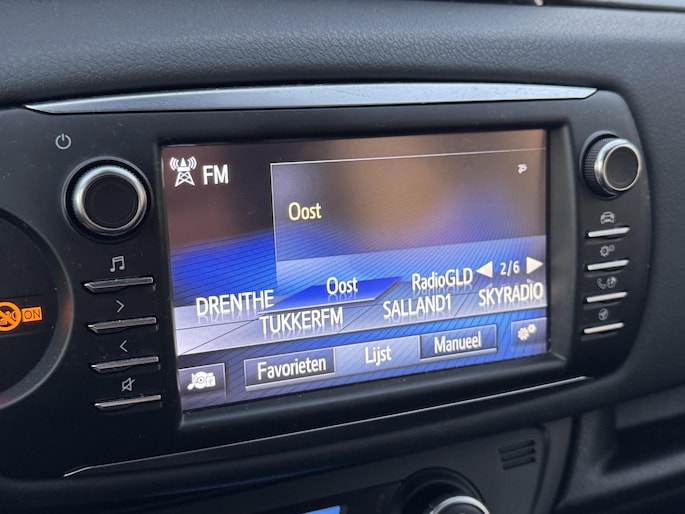 FM
Oost
DRENTHE
Oost
RadioGLD
2/6
TUKKERFM
SALLAND1
SKYRADIO
Favorieten
Lijst
Manueel
ON